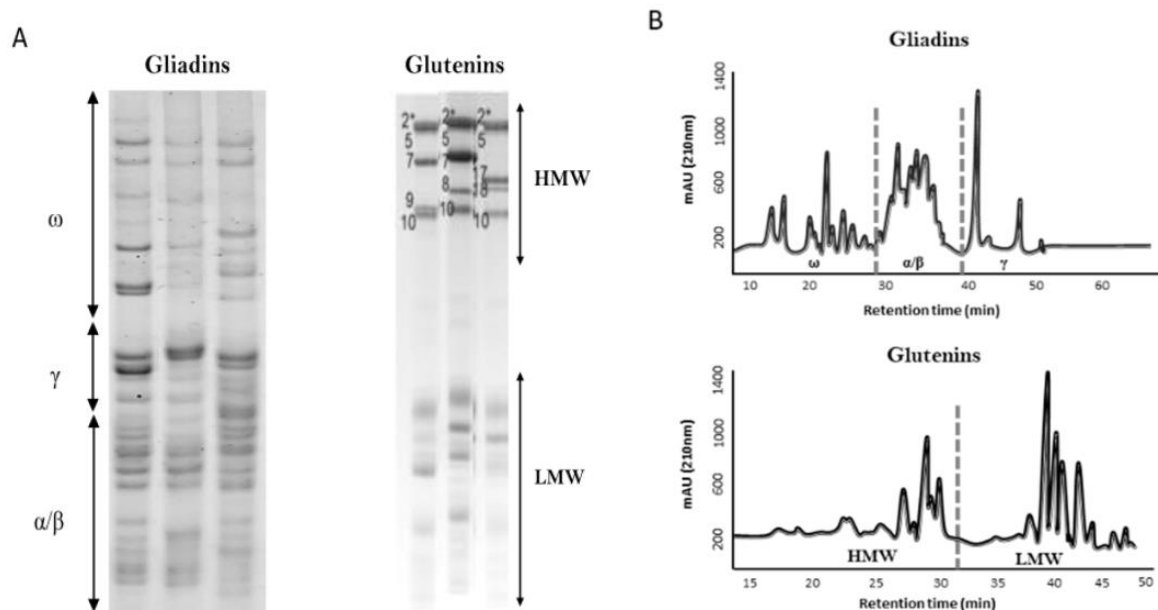 A
Gliadins
ω
γ
α/β
Glutenins
2* 2* 2*
5 5 5
7 7 17
8 18
9
10 10 10
HMW
LMW
B
Gliadins
mAU (210nm)
1400
1000
600
200
ω α/β γ
10 20 30 40 50 60
Retention time (min)
Glutenins
mAU (210nm)
1400
1000
600
200
HMW LMW
15 20 25 30 35 40 45 50
Retention time (min)